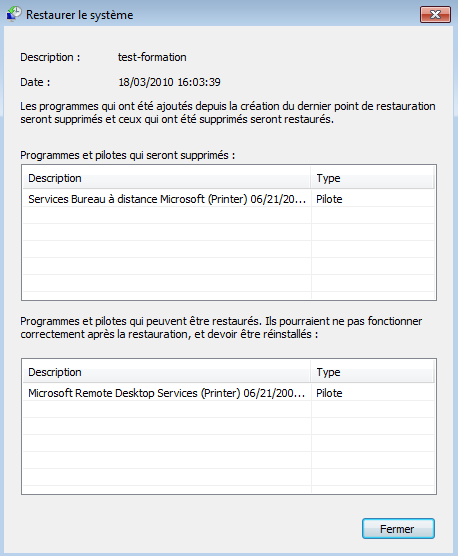 Restaurer le système
Description : test-formation
Date : 18/03/2010 16:03:39
Les programmes qui ont été ajoutés depuis la création du dernier point de restauration
seront supprimés et ceux qui ont été supprimés seront restaurés.
Programmes et pilotes qui seront supprimés :
Description Type
Services Bureau à distance Microsoft (Printer) 06/21/20... Pilote
Programmes et pilotes qui peuvent être restaurés. Ils pourraient ne pas fonctionner
correctement après la restauration, et devoir être réinstallés :
Description Type
Microsoft Remote Desktop Services (Printer) 06/21/200... Pilote
Fermer